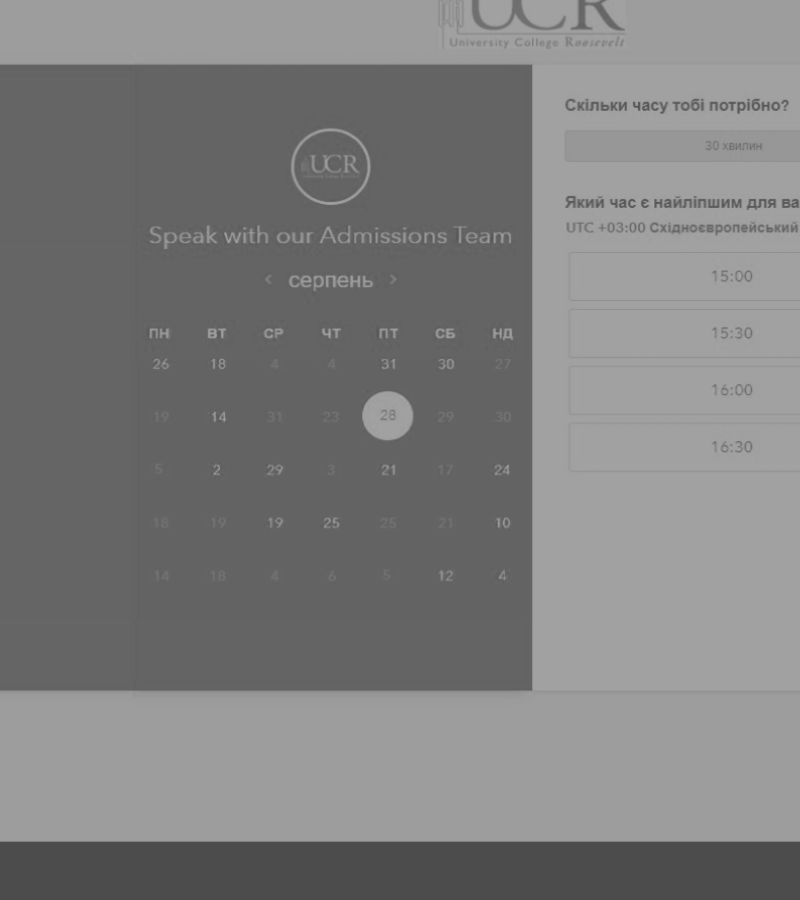 UCR
University College Roosevelt
UCR
Speak with our Admissions Team
< серпень >
ПН ВТ СР ЧТ ПТ СБ НД
26 18 4 4 31 30 27
19 14 31 23 28 29 30
5 2 29 3 21 17 24
18 19 19 25 25 21 10
14 18 4 6 5 12 4
Скільки часу тобі потрібно?
30 хвилин
Який час є найліпшим для ва
UTC +03:00 Східноєвропейський
15:00
15:30
16:00
16:30